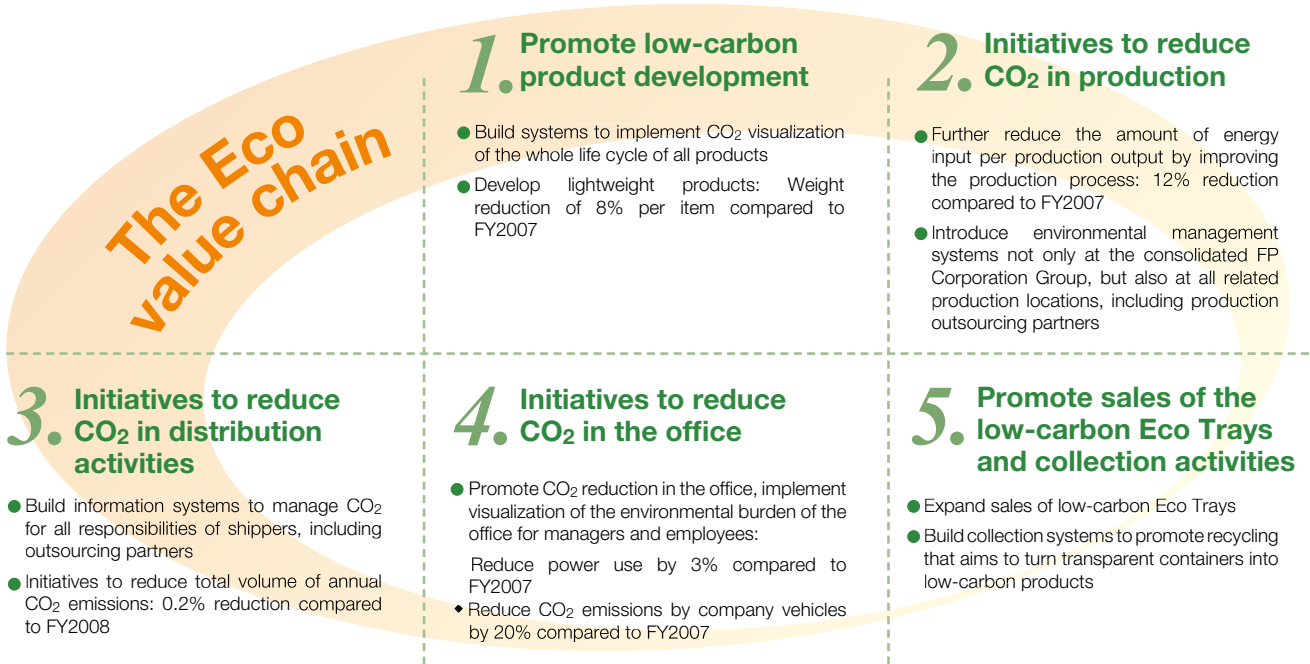 The Eco
value chain
1. Promote low-carbon
product development
● Build systems to implement CO2 visualization
of the whole life cycle of all products
● Develop lightweight products: Weight
reduction of 8% per item compared to
FY2007
2. Initiatives to reduce
CO2 in production
● Further reduce the amount of energy
input per production output by improving
the production process: 12% reduction
compared to FY2007
● Introduce environmental management
systems not only at the consolidated FP
Corporation Group, but also at all related
production locations, including production
outsourcing partners
3. Initiatives to reduce
CO2 in distribution
activities
● Build information systems to manage CO2
for all responsibilities of shippers, including
outsourcing partners
● Initiatives to reduce total volume of annual
CO2 emissions: 0.2% reduction compared
to FY2008
4. Initiatives to reduce
CO2 in the office
● Promote CO2 reduction in the office, implement
visualization of the environmental burden of the
office for managers and employees:
Reduce power use by 3% compared to
FY2007
◆ Reduce CO2 emissions by company vehicles
by 20% compared to FY2007
5. Promote sales of the
low-carbon Eco Trays
and collection activities
● Expand sales of low-carbon Eco Trays
● Build collection systems to promote recycling
that aims to turn transparent containers into
low-carbon products